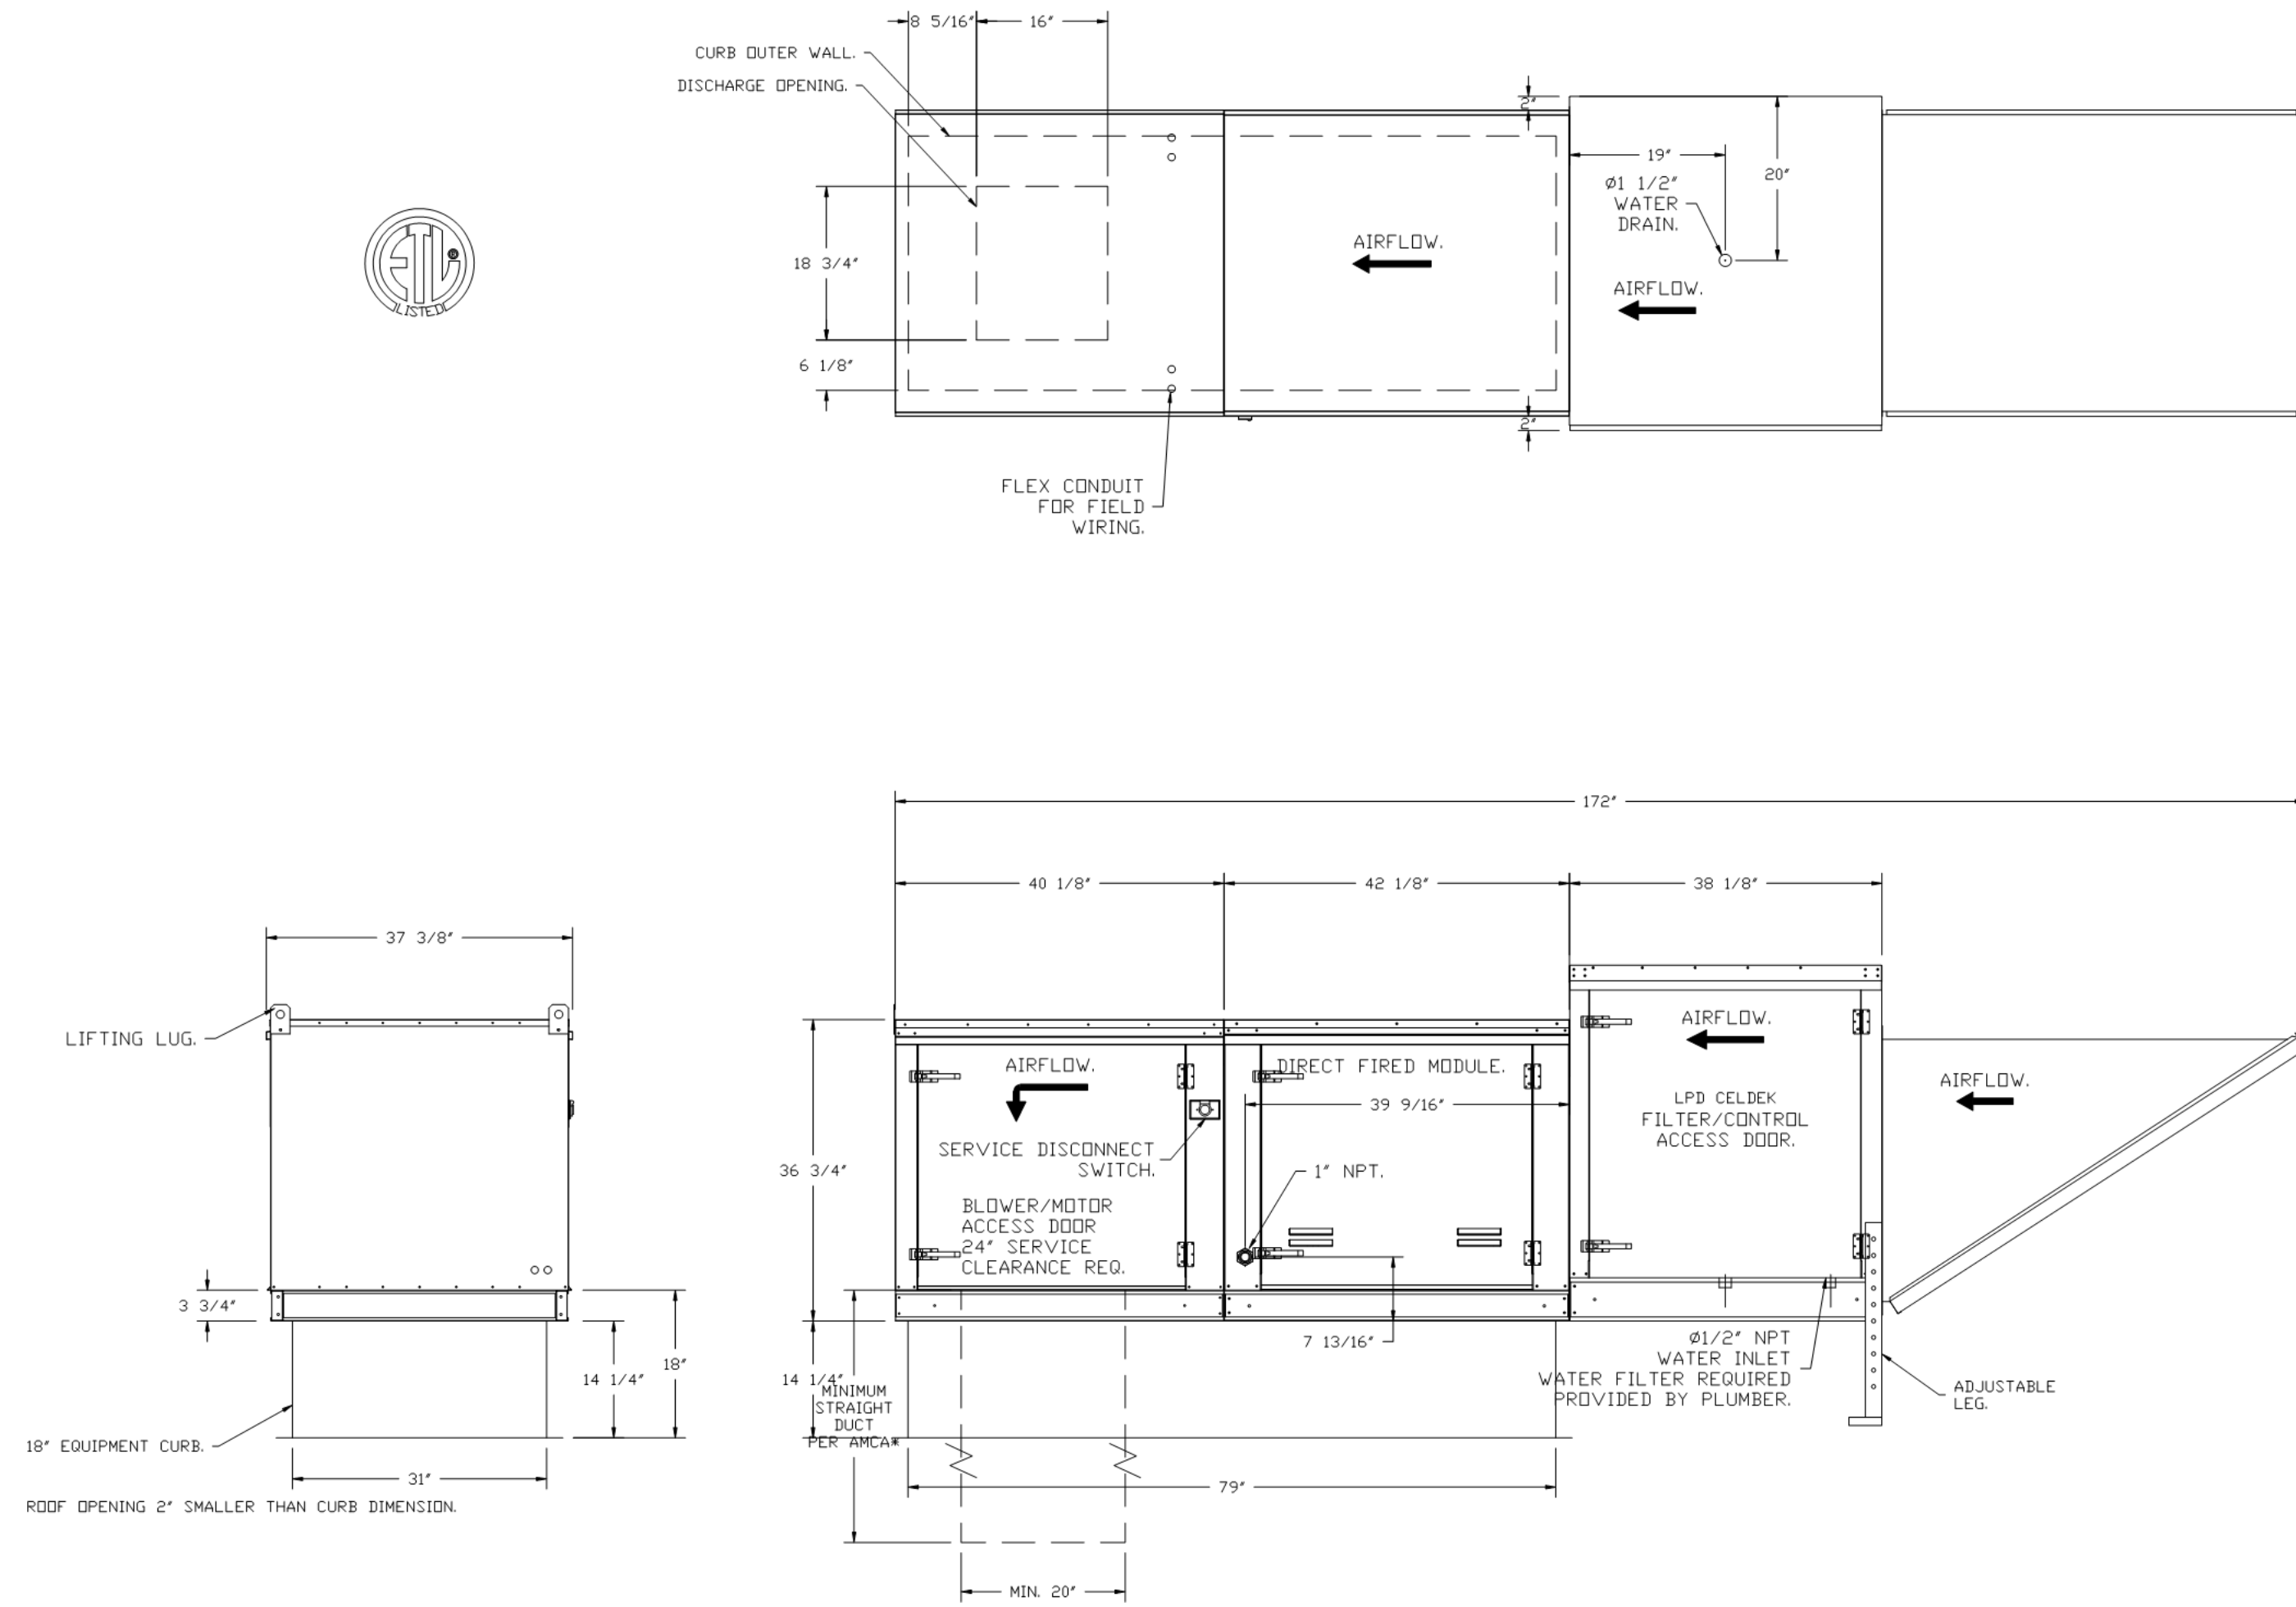 8 5/16" 16"
CURB OUTER WALL.
DISCHARGE OPENING.
2"
19"
20"
Ø1 1/2"
WATER
DRAIN.
18 3/4"
AIRFLOW.
AIRFLOW.
ETL
R
LISTED
6 1/8"
2"
FLEX CONDUIT
FOR FIELD
WIRING.
172"
40 1/8" 42 1/8" 38 1/8"
37 3/8"
LIFTING LUG.
3 3/4"
14 1/4"
18"
18" EQUIPMENT CURB.
31"
ROOF OPENING 2" SMALLER THAN CURB DIMENSION.
36 3/4"
AIRFLOW.
SERVICE DISCONNECT
SWITCH.
BLOWER/MOTOR
ACCESS DOOR
24" SERVICE
CLEARANCE REQ.
DIRECT FIRED MODULE.
39 9/16"
1" NPT.
7 13/16"
AIRFLOW.
LPD CELDEK
FILTER/CONTROL
ACCESS DOOR.
AIRFLOW.
Ø1/2" NPT
WATER INLET
WATER FILTER REQUIRED
PROVIDED BY PLUMBER.
ADJUSTABLE
LEG.
14 1/4"
MINIMUM
STRAIGHT
DUCT
PER AMCA*
79"
MIN. 20"